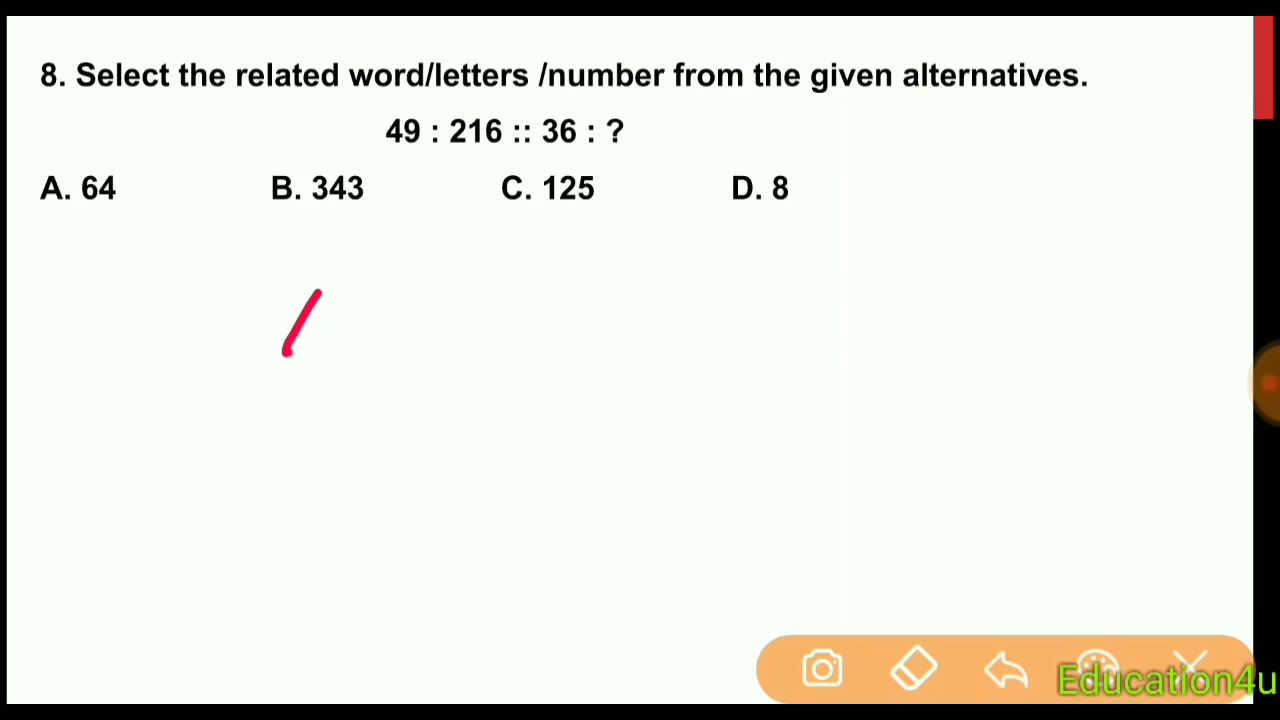 8. Select the related word/letters /number from the given alternatives.
49 : 216 :: 36 : ?
A. 64 B. 343 C. 125 D. 8
Education4u